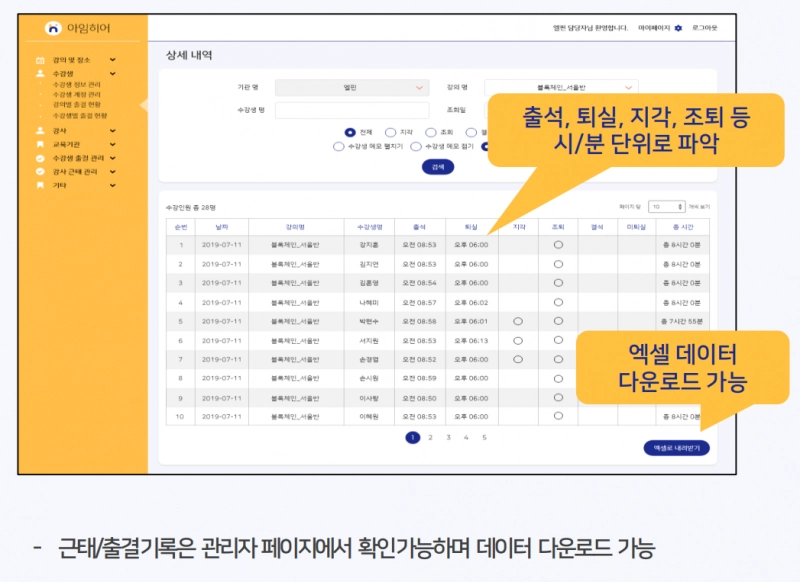 아임히어
엘핀 담당자님 환영합니다. 마이페이지 로그아웃
강의 및 장소
수강생
수강생 정보 관리
수강생 계정 관리
강의별 출결 현황
수강생별 출결 현황
강사
교육기관
수강생 출결 관리
강사 근태 관리
기타
상세 내역
기관 명 엘핀 강의 명 블록체인_서울반
수강생 명 조회일
전체 지각 조퇴
수강생 메모 펼치기 수강생 메모 접기
검색
출석, 퇴실, 지각, 조퇴 등
시/분 단위로 파악
수강인원 총 28명 페이지 당 10 개씩 보기
순번 날짜 강의명 수강생명 출석 퇴실 지각 조퇴 결석 미퇴실 총 시간
1 2019-07-11 블록체인_서울반 강지훈 오전 08:53 오후 06:00 총 8시간 0분
2 2019-07-11 블록체인_서울반 김지연 오전 08:53 오후 06:00 총 8시간 0분
3 2019-07-11 블록체인_서울반 김훈영 오전 08:54 오후 06:00 총 8시간 0분
4 2019-07-11 블록체인_서울반 나혜미 오전 08:57 오후 06:02 총 8시간 0분
5 2019-07-11 블록체인_서울반 박현수 오전 08:58 오후 06:01 총 7시간 55분
6 2019-07-11 블록체인_서울반 서지원 오전 08:53 오후 06:13
7 2019-07-11 블록체인_서울반 손경렬 오전 08:52 오후 06:00
8 2019-07-11 블록체인_서울반 손시원 오전 08:59 오후 06:00
9 2019-07-11 블록체인_서울반 이사랑 오전 08:50 오후 06:00
10 2019-07-11 블록체인_서울반 이혜원 오전 08:53 오후 06:00 총 8시간 0분
엑셀 데이터
다운로드 가능
1 2 3 4 5
엑셀로 내려받기
- 근태/출결기록은 관리자 페이지에서 확인가능하며 데이터 다운로드 가능